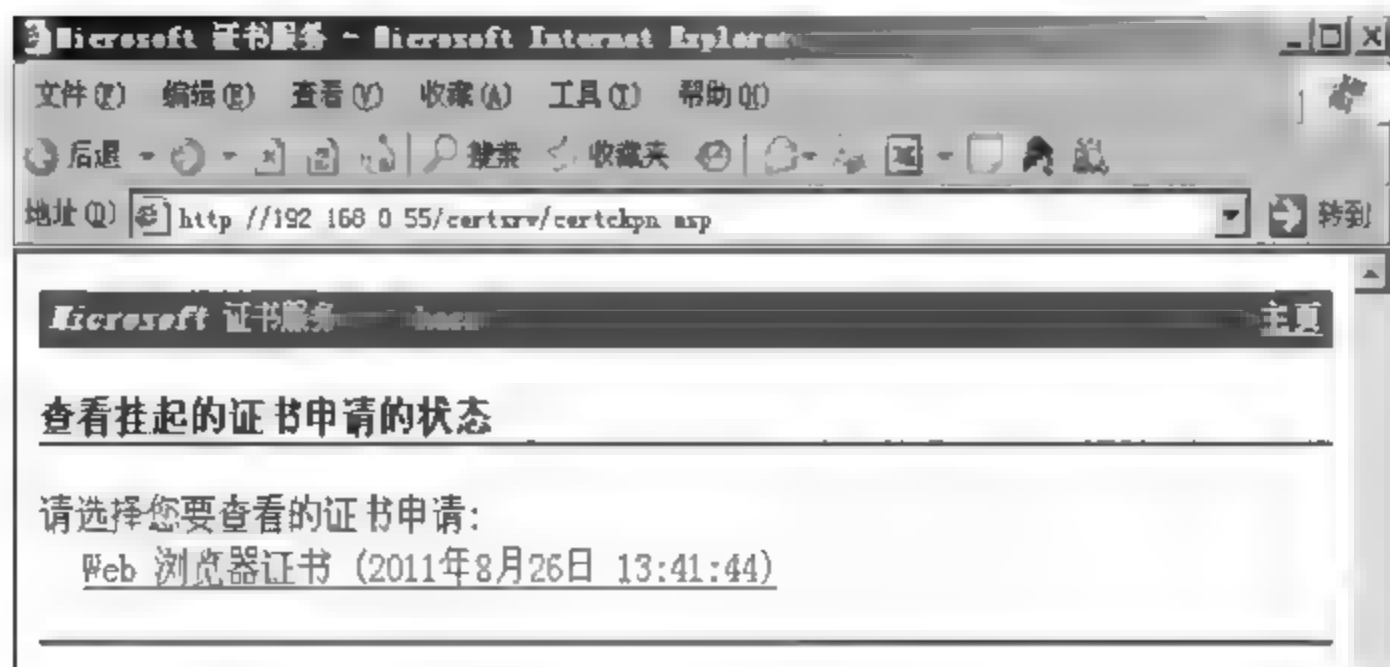 Microsoft 证书服务 - Microsoft Internet Explorer
文件(F) 编辑(E) 查看(V) 收藏(A) 工具(T) 帮助(H)
后退 搜索 收藏夹
地址(D) http //192 168 0 55/certsrv/certckpn asp 转到
Microsoft 证书服务 主页
查看挂起的证书申请的状态
请选择您要查看的证书申请:
Web 浏览器证书 (2011年8月26日 13:41:44)